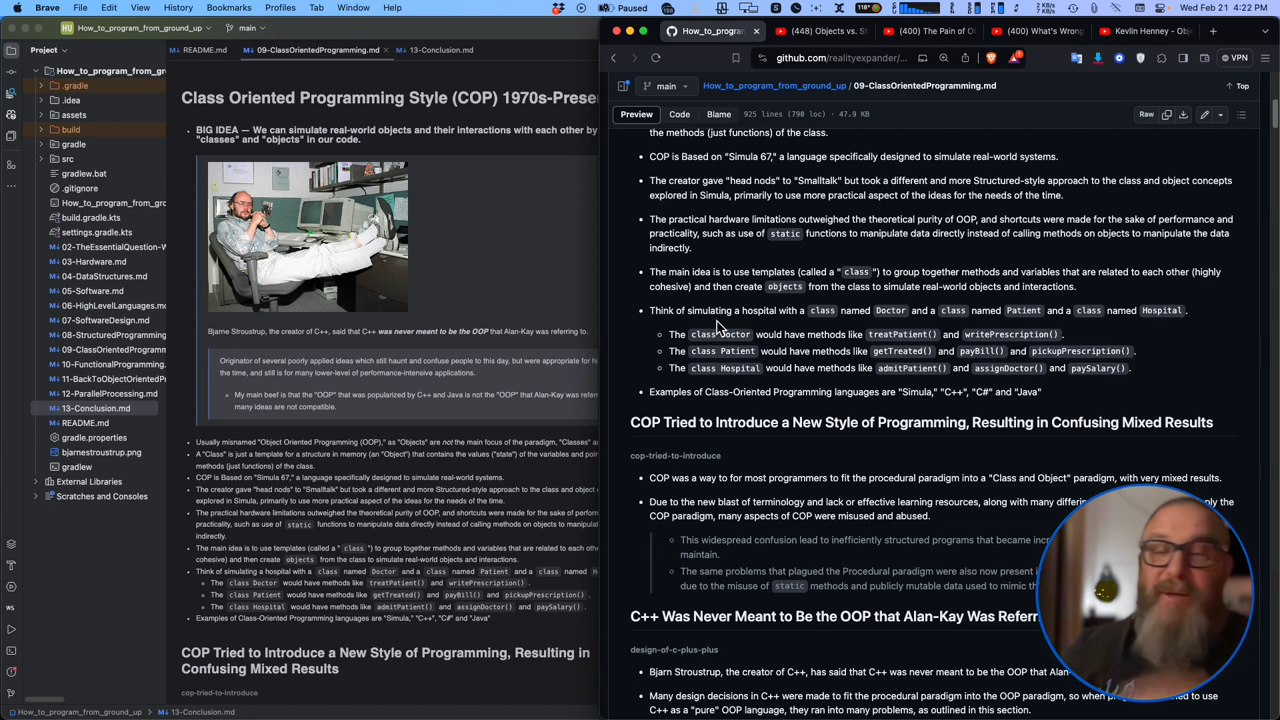 Brave File Edit View History Bookmarks Profiles Tab Window Help
Paused
118°
Wed Apr 24 4:22 PM
HU How_to_program_from_ground_up
main
Project
README.md
09-ClassOrientedProgramming.md
13-Conclusion.md
How_to_program_from_gr
.gradle
.idea
assets
build
gradle
src
gradlew.bat
.gitignore
How_to_program_from_gr
build.gradle.kts
settings.gradle.kts
02-TheEssentialQuestion-W
03-Hardware.md
04-DataStructures.md
05-Software.md
06-HighLevelLanguages.md
07-SoftwareDesign.md
08-StructuredProgramming
09-ClassOrientedProgramm
10-FunctionalProgramming.
11-BackToObjectOrientedPr
12-ParallelProcessing.md
13-Conclusion.md
README.md
gradle.properties
bjarnestroustrup.png
gradlew
External Libraries
Scratches and Consoles
How_to_program_from_ground_up > 13-Conclusion.md
Class Oriented Programming Style (COP) 1970s-Presen
BIG IDEA — We can simulate real-world objects and their interactions with each other by
"classes" and "objects" in our code.
Bjarne Stroustrup, the creator of C++, said that C++ was never meant to be the OOP that Alan-Kay was referring to.
Originator of several poorly applied ideas which still haunt and confuse people to this day, but were appropriate for hi
the time, and still is for many lower-level of performance-intensive applications.
My main beef is that the "OOP" that was popularized by C++ and Java is not the "OOP" that Alan-Kay was referri
many ideas are not compatible.
Usually misnamed "Object Oriented Programming (OOP)," as "Objects" are not the main focus of the paradigm, "Classes" a
A "Class" is just a template for a structure in memory (an "Object") that contains the values ("state") of the variables and poin
methods (just functions) of the class.
COP is Based on "Simula 67," a language specifically designed to simulate real-world systems.
The creator gave "head nods" to "Smalltalk" but took a different and more Structured-style approach to the class and object
explored in Simula, primarily to use more practical aspect of the ideas for the needs of the time.
The practical hardware limitations outweighed the theoretical purity of OOP, and shortcuts were made for the sake of perform
practicality, such as use of static functions to manipulate data directly instead of calling methods on objects to manipulate
indirectly.
The main idea is to use templates (called a "class") to group together methods and variables that are related to each othe
cohesive) and then create objects from the class to simulate real-world objects and interactions.
Think of simulating a hospital with a class named Doctor and a class named Patient and a class named H
The class Doctor would have methods like treatPatient() and writePrescription().
The class Patient would have methods like getTreated() and payBill() and pickupPrescription().
The class Hospital would have methods like admitPatient() and assignDoctor() and paySalary().
Examples of Class-Oriented Programming languages are "Simula," "C++", "C#" and "Java"
COP Tried to Introduce a New Style of Programming, Resulting in
Confusing Mixed Results
cop-tried-to-introduce
How_to_program
(448) Objects vs. St
(400) The Pain of O
(400) What's Wrong
Kevlin Henney - Obj
github.com/realityexpander/...
VPN
main
How_to_program_from_ground_up / 09-ClassOrientedProgramming.md
Top
Preview Code Blame 925 lines (790 loc) · 47.9 KB
Raw
the methods (just functions) of the class.
COP is Based on "Simula 67," a language specifically designed to simulate real-world systems.
The creator gave "head nods" to "Smalltalk" but took a different and more Structured-style approach to the class and object concepts
explored in Simula, primarily to use more practical aspect of the ideas for the needs of the time.
The practical hardware limitations outweighed the theoretical purity of OOP, and shortcuts were made for the sake of performance and
practicality, such as use of static functions to manipulate data directly instead of calling methods on objects to manipulate the data
indirectly.
The main idea is to use templates (called a "class") to group together methods and variables that are related to each other (highly
cohesive) and then create objects from the class to simulate real-world objects and interactions.
Think of simulating a hospital with a class named Doctor and a class named Patient and a class named Hospital.
The class Doctor would have methods like treatPatient() and writePrescription().
The class Patient would have methods like getTreated() and payBill() and pickupPrescription().
The class Hospital would have methods like admitPatient() and assignDoctor() and paySalary().
Examples of Class-Oriented Programming languages are "Simula," "C++", "C#" and "Java"
COP Tried to Introduce a New Style of Programming, Resulting in Confusing Mixed Results
cop-tried-to-introduce
COP was a way to for most programmers to fit the procedural paradigm into a "Class and Object" paradigm, with very mixed results.
Due to the new blast of terminology and lack or effective learning resources, along with many differin ply the
COP paradigm, many aspects of COP were misused and abused.
This widespread confusion lead to inefficiently structured programs that became incr
maintain.
The same problems that plagued the Procedural paradigm were also now present i
due to the misuse of static methods and publicly mutable data used to mimic th
C++ Was Never Meant to Be the OOP that Alan-Kay Was Referr
design-of-c-plus-plus
Bjarn Stroustrup, the creator of C++, has said that C++ was never meant to be the OOP that Alan
Many design decisions in C++ were made to fit the procedural paradigm into the OOP paradigm, so when progra ned to use
C++ as a "pure" OOP language, they ran into many problems, as outlined in this section.